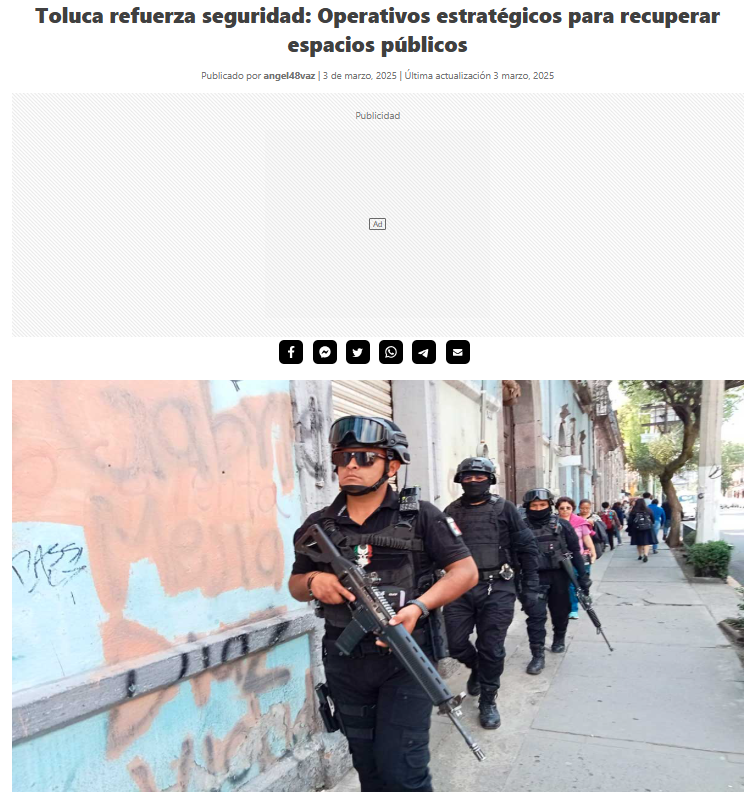 Toluca refuerza seguridad: Operativos estratégicos para recuperar
espacios públicos
Publicado por angel48vaz | 3 de marzo, 2025 | Última actualización 3 marzo, 2025
Publicidad
Ad